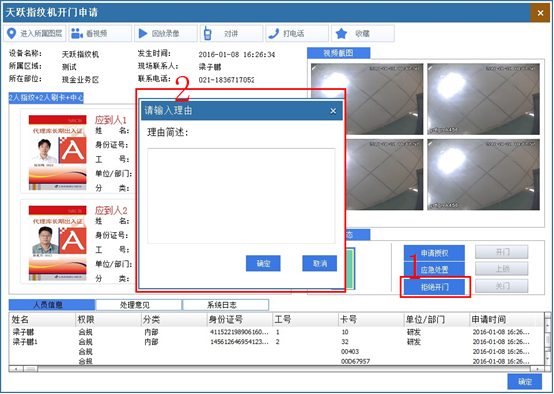 天跃指纹机开门申请
进入所属图层 看视频 回放录像 对讲 打电话 收藏
设备名称: 天跃指纹机 发生时间: 2016-01-08 16:26:34
所属区域: 测试 现场联系人: 梁子鹏
所在部位: 现金业务区 联系电话: 021-1836717052
视频截图
2人指纹+2人刷卡+中心
2
请输入理由
理由简述:
确定 取消
代理库长期出入证
应到人1
姓 名:
身份证号:
工 号:
单位/部门:
分 类:
代理库长期出入证
应到人2
姓 名:
身份证号:
工 号:
单位/部门:
分 类:
态
1
申请授权 开门
应急处置 上锁
拒绝开门 关门
人员信息 处理意见 系统日志
姓名 权限 分类 身份证号 工号 卡号 单位/部门 申请时间
梁子鹏 合规 内部 411522198906160... 1 10 研发 2016-01-08 16:26...
梁子鹏1 合规 内部 145612646954123... 2 32 研发 2016-01-08 16:26...
合规 00403 2016-01-08 16:26...
合规 00D67957 2016-01-08 16:26...
确定